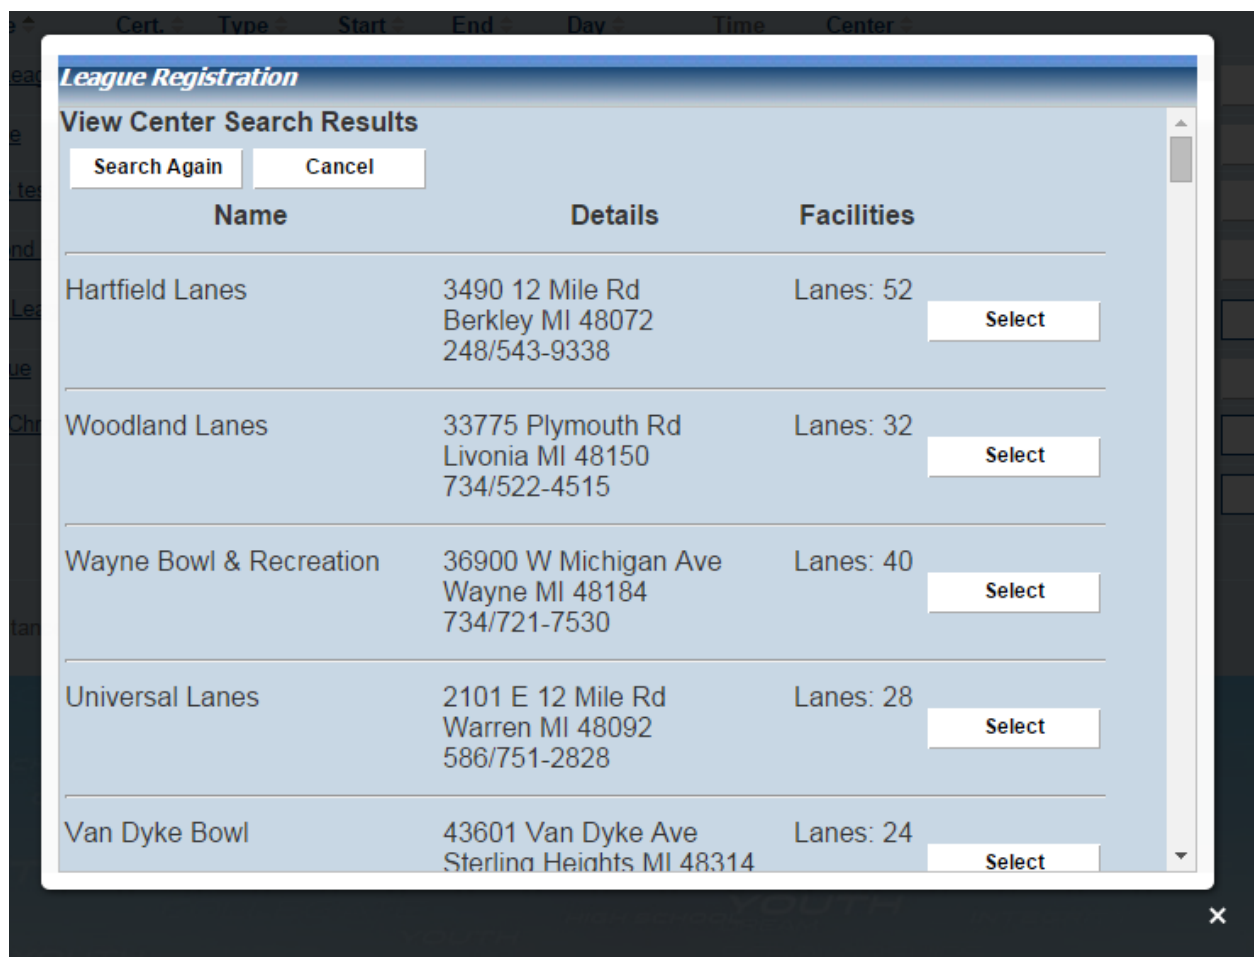 Cert. Type Start End Day Time Center
League Registration
View Center Search Results
Search Again Cancel
Name Details Facilities
Hartfield Lanes 3490 12 Mile Rd Lanes: 52
Berkley MI 48072 Select
248/543-9338
Woodland Lanes 33775 Plymouth Rd Lanes: 32
Livonia MI 48150 Select
734/522-4515
Wayne Bowl & Recreation 36900 W Michigan Ave Lanes: 40
Wayne MI 48184 Select
734/721-7530
Universal Lanes 2101 E 12 Mile Rd Lanes: 28
Warren MI 48092 Select
586/751-2828
Van Dyke Bowl 43601 Van Dyke Ave Lanes: 24
Sterling Heights MI 48314 Select
YOUTH
HIGH SCHOOL
YOUTH